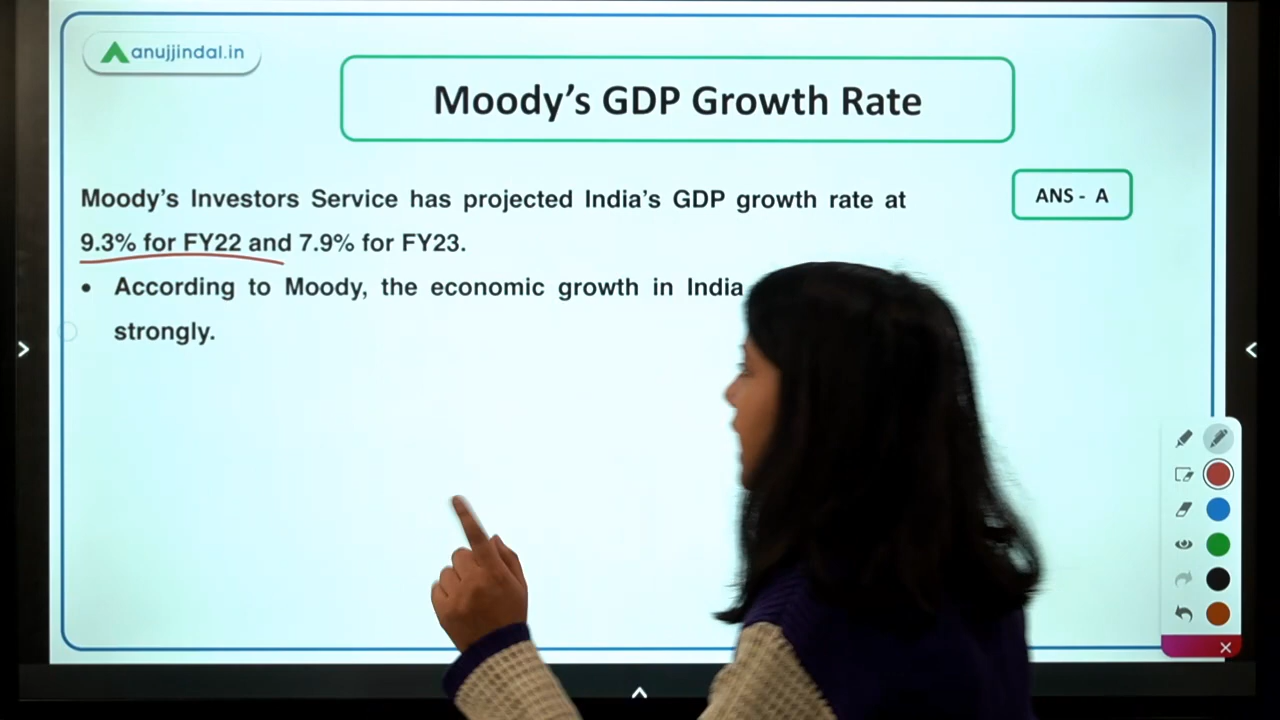 anujjindal.in
Moody's GDP Growth Rate
Moody's Investors Service has projected India's GDP growth rate at
ANS - A
9.3% for FY22 and 7.9% for FY23.
• According to Moody, the economic growth in India
strongly.